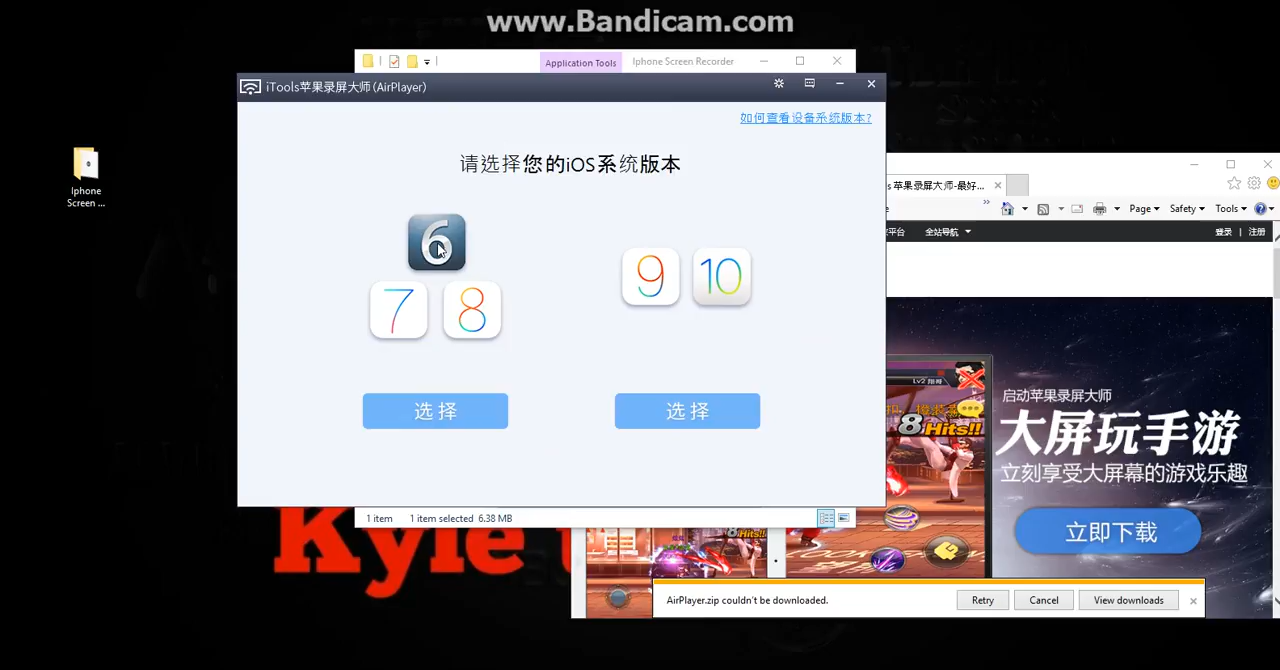 www.Bandicam.com
Application Tools
Iphone Screen Recorder
iTools苹果录屏大师(AirPlayer)
如何查看设备系统版本?
请选择您的iOS系统版本
6
7
8
9
10
选择
选择
Iphone
Screen ...
苹果录屏大师-最好...
Page
Safety
Tools
平台
全站导航
登录 | 注册
Lv2
8 Hits!!
启动苹果录屏大师
大屏玩手游
立刻享受大屏幕的游戏乐趣
立即下载
1 item
1 item selected 6.38 MB
Kyle
AirPlayer.zip couldn't be downloaded.
Retry
Cancel
View downloads